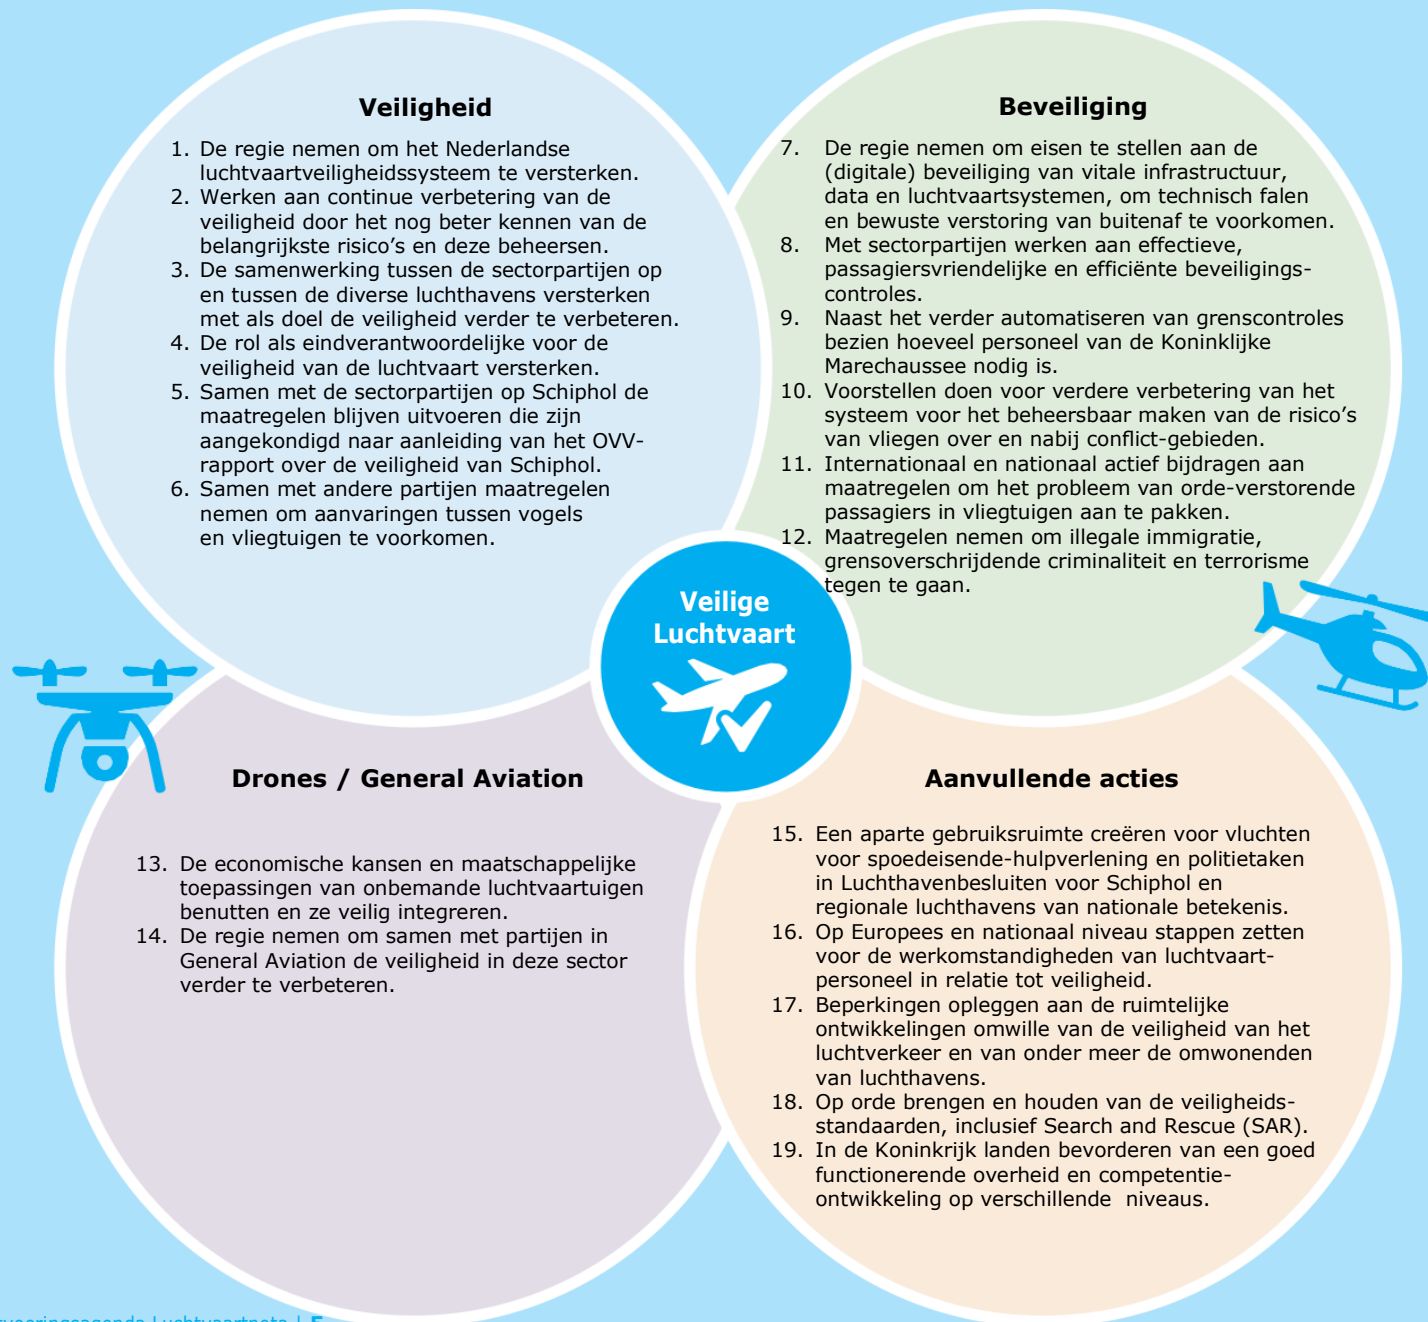 Veiligheid
1. De regie nemen om het Nederlandse
luchtvaartveiligheidssysteem te versterken.
2. Werken aan continue verbetering van de
veiligheid door het nog beter kennen van de
belangrijkste risico's en deze beheersen.
3. De samenwerking tussen de sectorpartijen op
en tussen de diverse luchthavens versterken
met als doel de veiligheid verder te verbeteren.
4. De rol als eindverantwoordelijke voor de
veiligheid van de luchtvaart versterken.
5. Samen met de sectorpartijen op Schiphol de
maatregelen blijven uitvoeren die zijn
aangekondigd naar aanleiding van het OVV-
rapport over de veiligheid van Schiphol.
6. Samen met andere partijen maatregelen
nemen om aanvaringen tussen vogels
en vliegtuigen te voorkomen.
Beveiliging
7. De regie nemen om eisen te stellen aan de
(digitale) beveiliging van vitale infrastructuur,
data en luchtvaartsystemen, om technisch falen
en bewuste verstoring van buitenaf te voorkomen.
8. Met sectorpartijen werken aan effectieve,
passagiersvriendelijke en efficiënte beveiligings-
controles.
9. Naast het verder automatiseren van grenscontroles
bezien hoeveel personeel van de Koninklijke
Marechaussee nodig is.
10. Voorstellen doen voor verdere verbetering van het
systeem voor het beheersbaar maken van de risico's
van vliegen over en nabij conflict-gebieden.
11. Internationaal en nationaal actief bijdragen aan
maatregelen om het probleem van orde-verstorende
passagiers in vliegtuigen aan te pakken.
12. Maatregelen nemen om illegale immigratie,
grensoverschrijdende criminaliteit en terrorisme
tegen te gaan.
Veilige
Luchtvaart
Drones / General Aviation
13. De economische kansen en maatschappelijke
toepassingen van onbemande luchtvaartuigen
benutten en ze veilig integreren.
14. De regie nemen om samen met partijen in
General Aviation de veiligheid in deze sector
verder te verbeteren.
Aanvullende acties
15. Een aparte gebruiksruimte creëren voor vluchten
voor spoedeisende-hulpverlening en politietaken
in Luchthavenbesluiten voor Schiphol en
regionale luchthavens van nationale betekenis.
16. Op Europees en nationaal niveau stappen zetten
voor de werkomstandigheden van luchtvaart-
personeel in relatie tot veiligheid.
17. Beperkingen opleggen aan de ruimtelijke
ontwikkelingen omwille van de veiligheid van het
luchtverkeer en van onder meer de omwonenden
van luchthavens.
18. Op orde brengen en houden van de veiligheids-
standaarden, inclusief Search and Rescue (SAR).
19. In de Koninkrijk landen bevorderen van een goed
functionerende overheid en competentie-
ontwikkeling op verschillende niveaus.